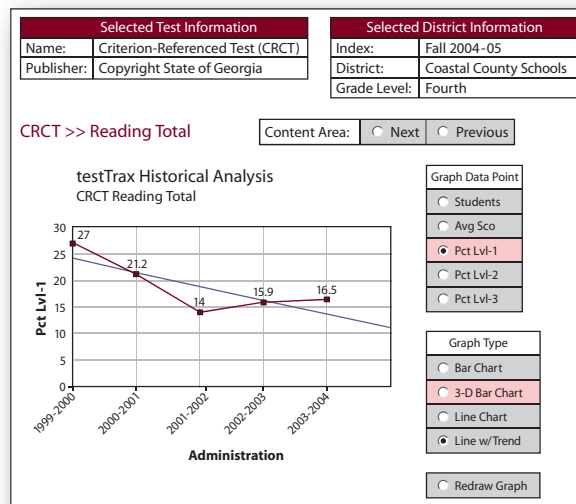 Selected Test Information
Name: Criterion-Referenced Test (CRCT)
Publisher: Copyright State of Georgia
Selected District Information
Index: Fall 2004-05
District: Coastal County Schools
Grade Level: Fourth
CRCT >> Reading Total
Content Area: Next Previous
testTrax Historical Analysis
CRCT Reading Total
Pct Lvl-1
30
25
20
15
10
5
0
27
21.2
14
15.9
16.5
1999-2000
2000-2001
2001-2002
2002-2003
2003-2004
Administration
Graph Data Point
Students
Avg Sco
Pct Lvl-1
Pct Lvl-2
Pct Lvl-3
Graph Type
Bar Chart
3-D Bar Chart
Line Chart
Line w/Trend
Redraw Graph